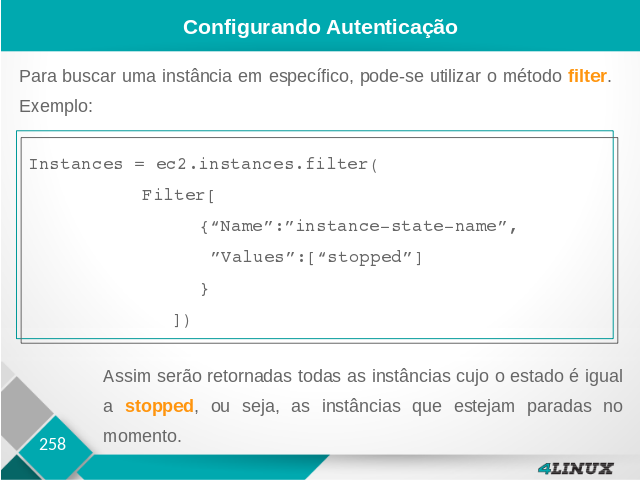 Configurando Autenticação
Para buscar uma instância em específico, pode-se utilizar o método filter.
Exemplo:
Instances = ec2.instances.filter(
Filter[
{“Name”:”instance-state-name”,
”Values”:[“stopped”]
}
])
Assim serão retornadas todas as instâncias cujo o estado é igual
a stopped, ou seja, as instâncias que estejam paradas no
momento.
258
4LINUX